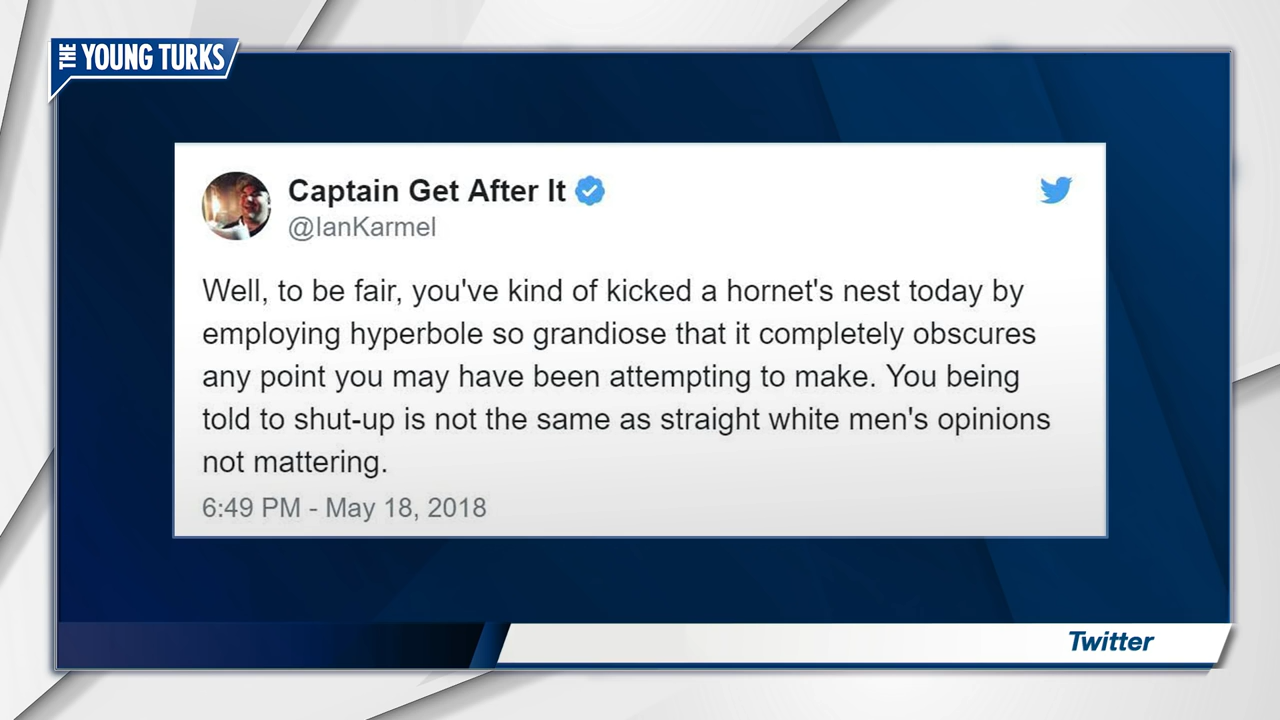 THE YOUNG TURKS
Captain Get After It
@IanKarmel
Well, to be fair, you've kind of kicked a hornet's nest today by
employing hyperbole so grandiose that it completely obscures
any point you may have been attempting to make. You being
told to shut-up is not the same as straight white men's opinions
not mattering.
6:49 PM - May 18, 2018
Twitter